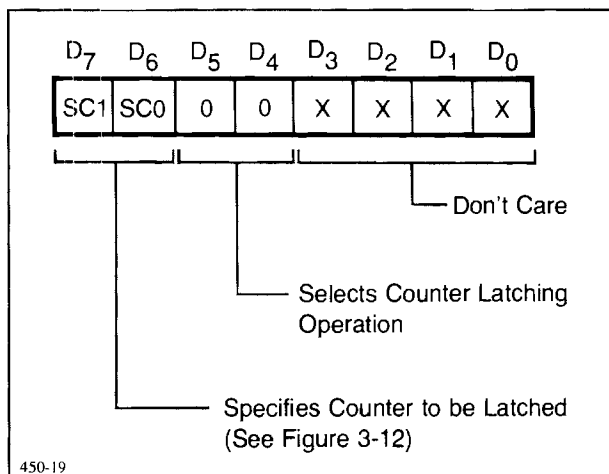 D7 D6 D5 D4 D3 D2 D1 D0
SC1 SC0 0 0 X X X X
Don't Care
Selects Counter Latching
Operation
Specifies Counter to be Latched
(See Figure 3-12)
450-19